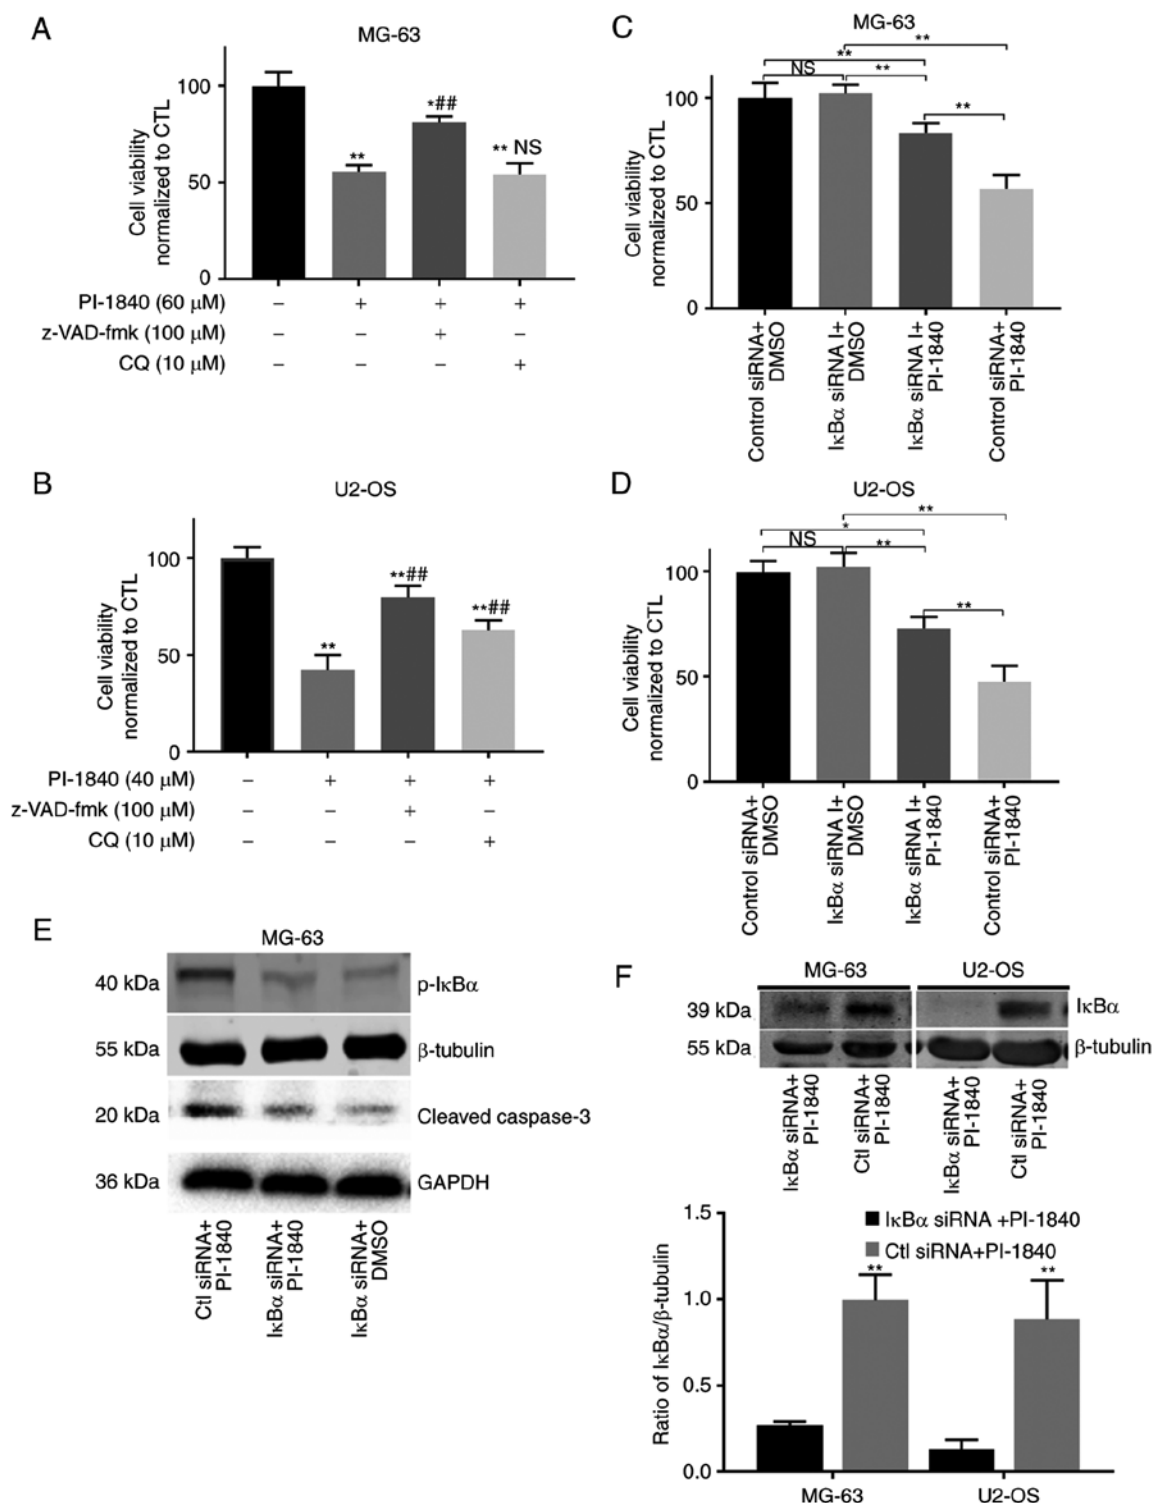 A
MG-63
Cell viability
normalized to CTL
100
50
0
**
*##
** NS
PI-1840 (60 μM) – + + +
z-VAD-fmk (100 μM) – – + –
CQ (10 μM) – – – +
B
U2-OS
Cell viability
normalized to CTL
100
50
0
**
**##
**##
PI-1840 (40 μM) – + + +
z-VAD-fmk (100 μM) – – + –
CQ (10 μM) – – – +
C
MG-63
**
**
NS
**
**
Cell viability
normalized to CTL
100
50
0
Control siRNA+
DMSO
IκBα siRNA I+
DMSO
IκBα siRNA I+
PI-1840
Control siRNA+
PI-1840
D
U2-OS
**
*
NS
**
**
Cell viability
normalized to CTL
100
50
0
Control siRNA+
DMSO
IκBα siRNA I+
DMSO
IκBα siRNA I+
PI-1840
Control siRNA+
PI-1840
E
MG-63
40 kDa p-IκBα
55 kDa β-tubulin
20 kDa Cleaved caspase-3
36 kDa GAPDH
Ctl siRNA+
PI-1840
IκBα siRNA+
PI-1840
IκBα siRNA+
DMSO
F
MG-63 U2-OS
39 kDa IκBα
55 kDa β-tubulin
IκBα siRNA+
PI-1840
Ctl siRNA+
PI-1840
IκBα siRNA+
PI-1840
Ctl siRNA+
PI-1840
Ratio of IκBα/β-tubulin
1.5
1.0
0.5
0.0
IκBα siRNA +PI-1840
Ctl siRNA+PI-1840
**
**
MG-63 U2-OS